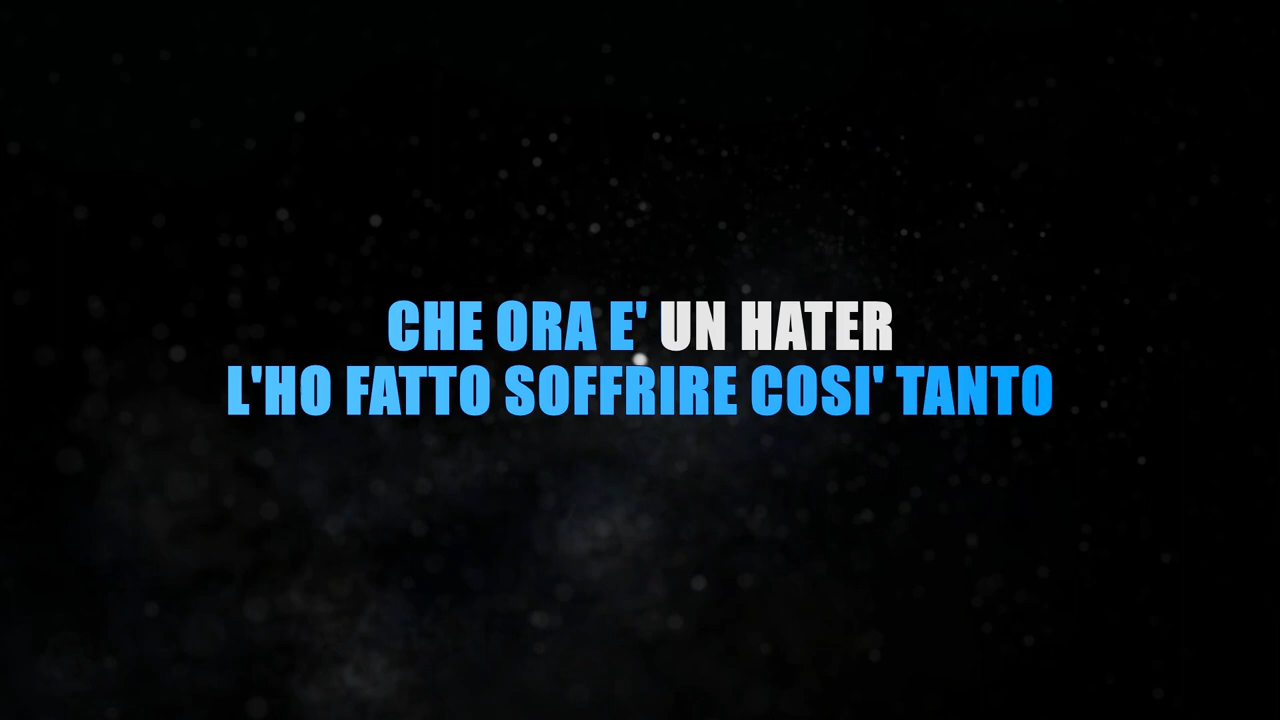 CHE ORA E' UN HATER
L'HO FATTO SOFFRIRE COSI' TANTO